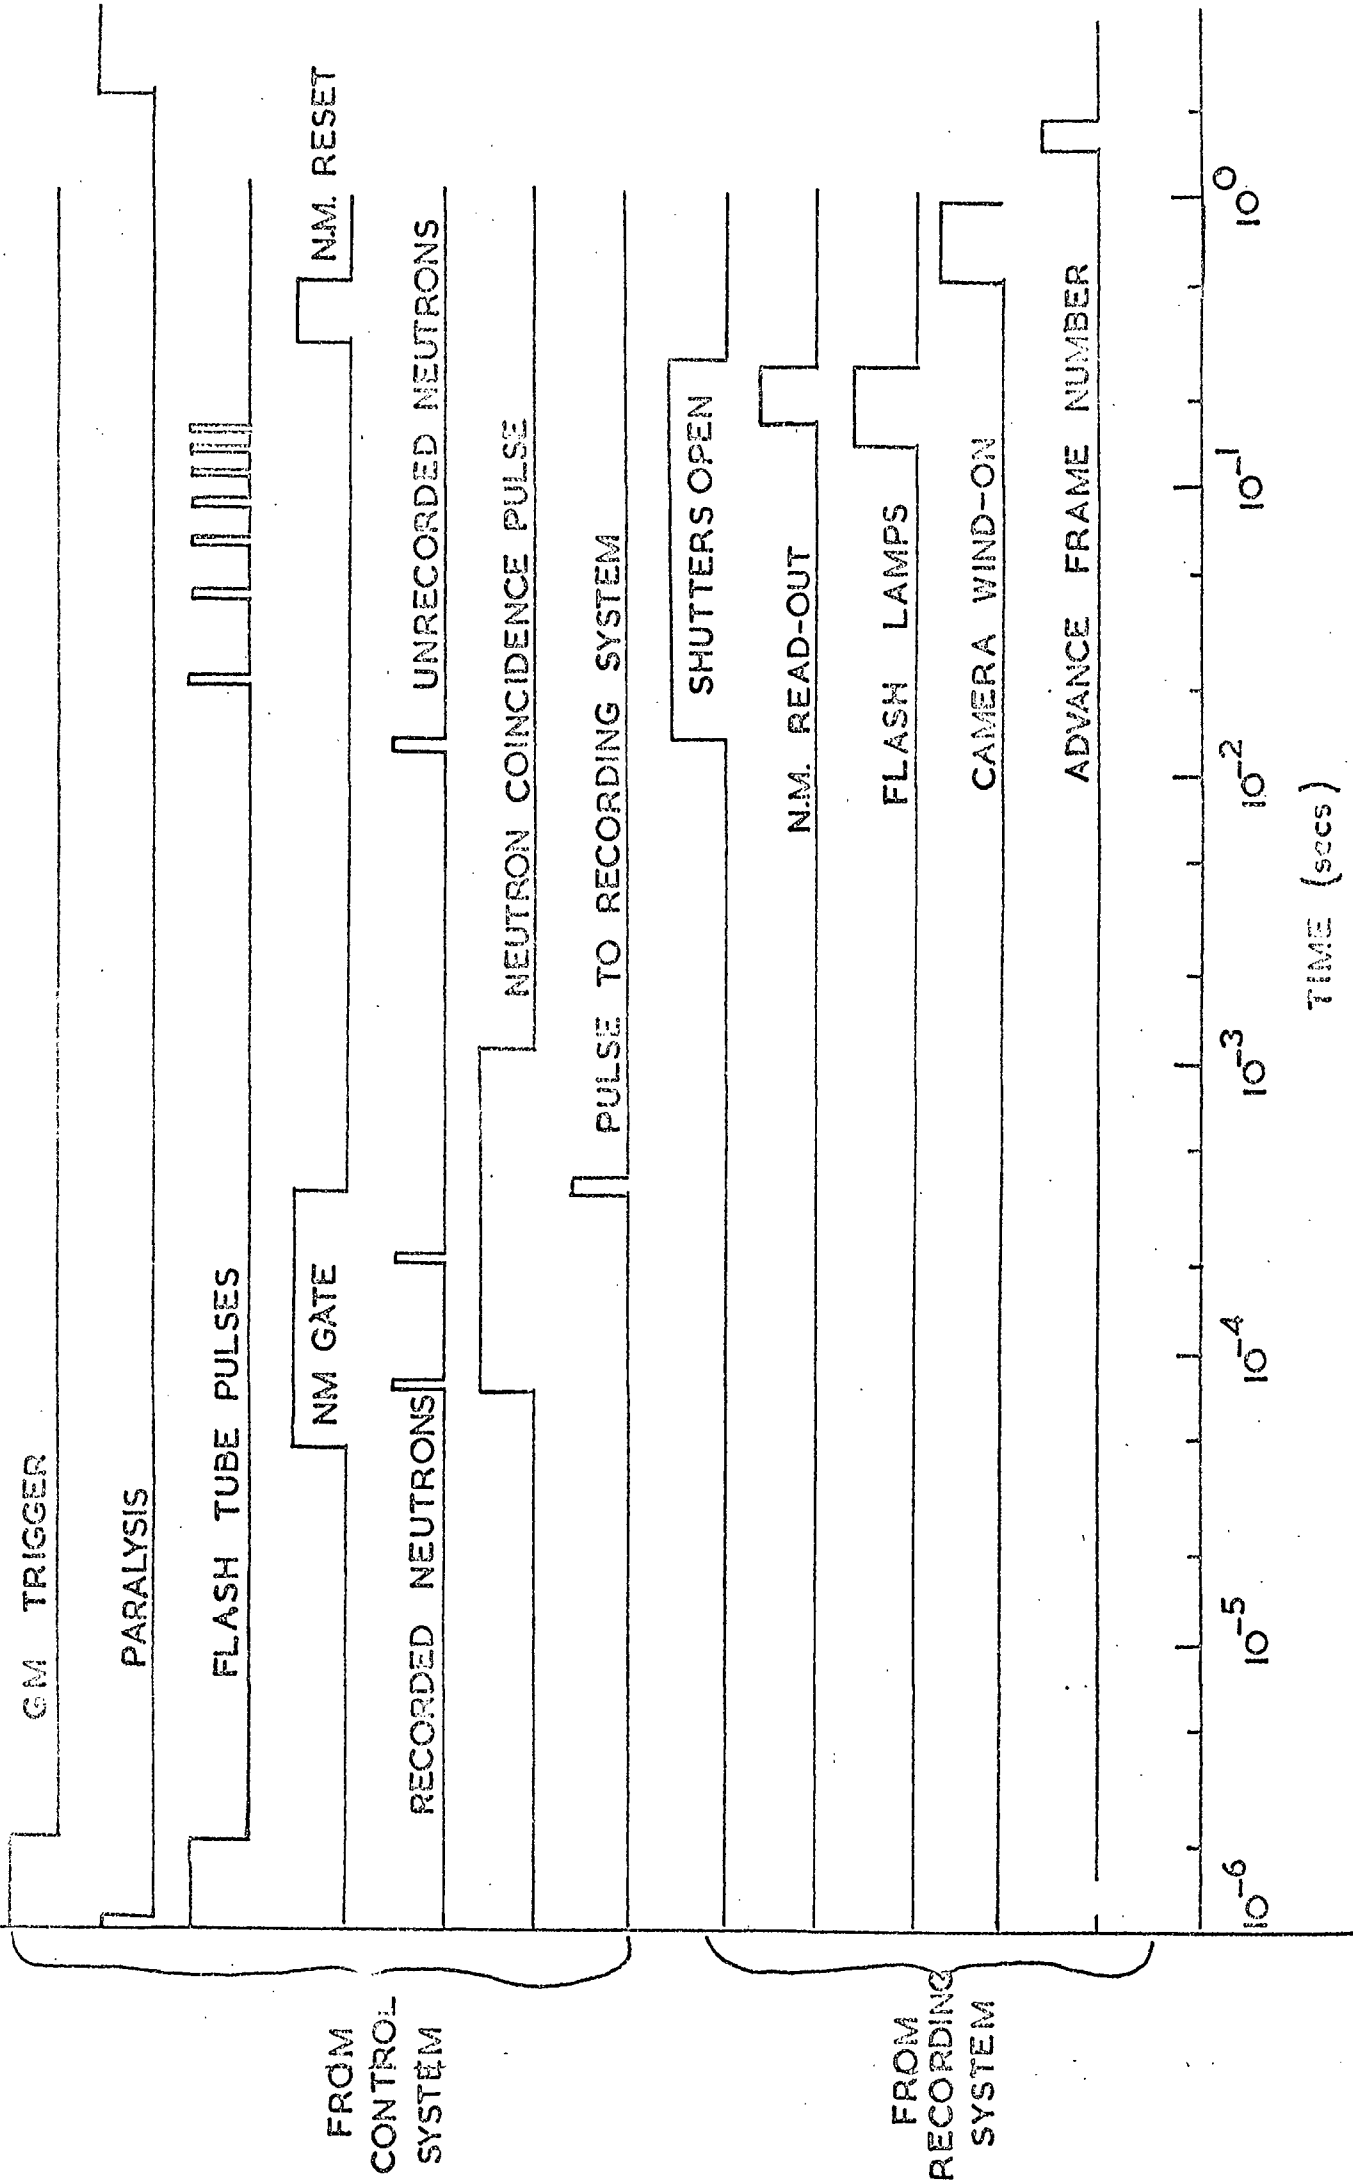 GM TRIGGER
PARALYSIS
FLASH TUBE PULSES
NM GATE
N.M. RESET
RECORDED NEUTRONS
UNRECORDED NEUTRONS
NEUTRON COINCIDENCE PULSE
PULSE TO RECORDING SYSTEM
SHUTTERS OPEN
N.M. READ-OUT
FLASH LAMPS
CAMERA WIND-ON
ADVANCE FRAME NUMBER
FROM
CONTROL
SYSTEM
FROM
RECORDING
SYSTEM
10⁻⁶ 10⁻⁵ 10⁻⁴ 10⁻³ 10⁻² 10⁻¹ 10⁰
TIME (secs)